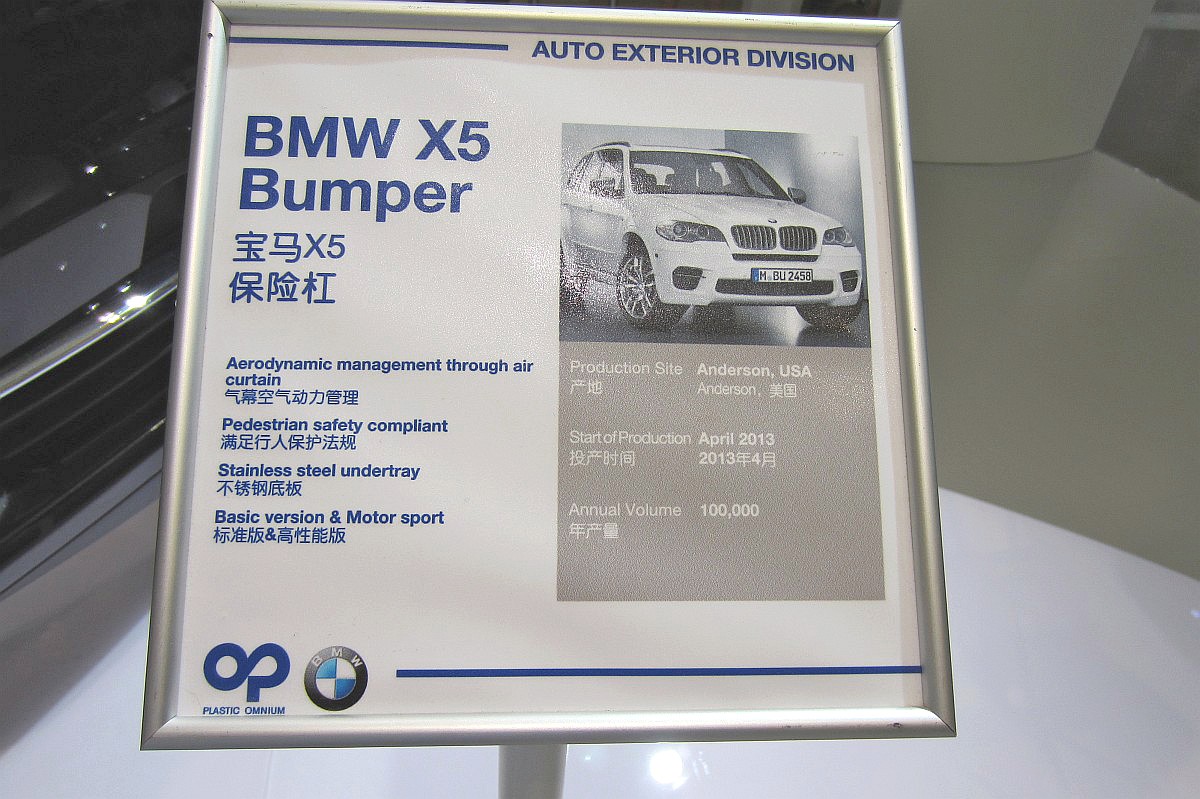 AUTO EXTERIOR DIVISION
BMW X5
Bumper
宝马X5
保险杠
Aerodynamic management through air
curtain
气幕空气动力管理
Pedestrian safety compliant
满足行人保护法规
Stainless steel undertray
不锈钢底板
Basic version & Motor sport
标准版&高性能版
M BU 2458
Production Site Anderson, USA
产地 Anderson, 美国
Start of Production April 2013
投产时间 2013年4月
Annual Volume 100,000
年产量
OP
PLASTIC OMNIUM
BMW